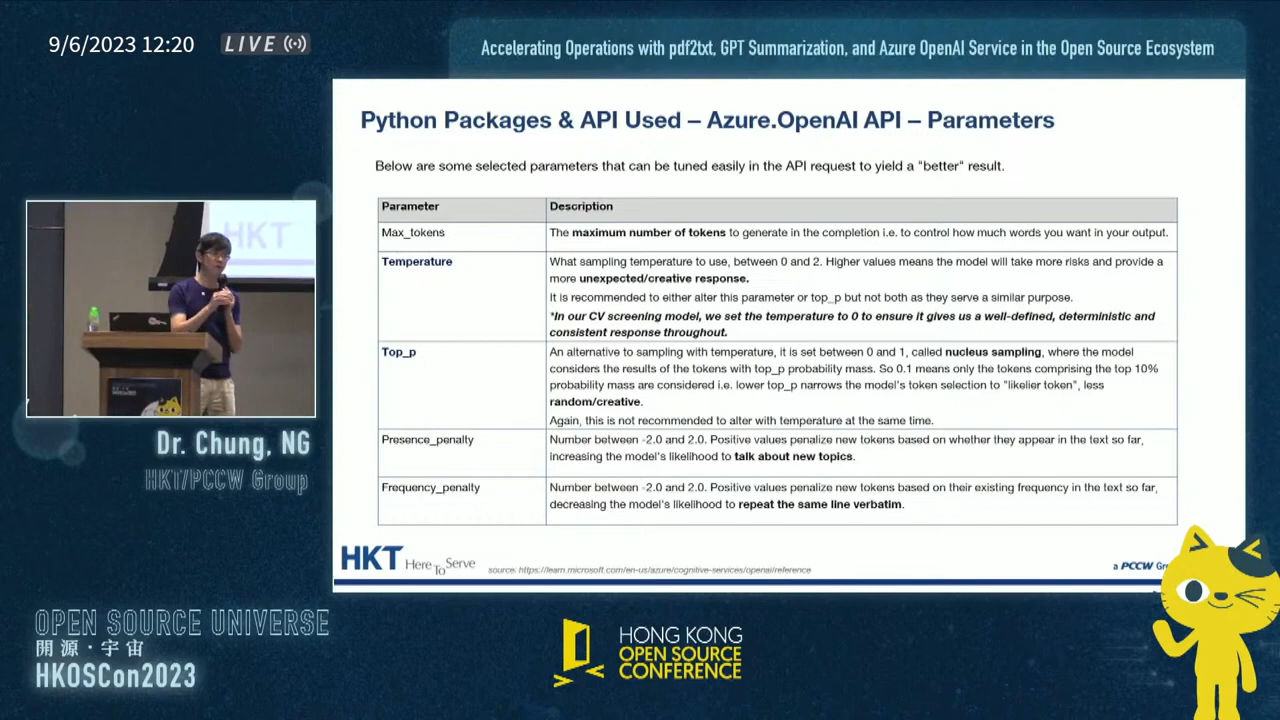 9/6/2023 12:20
LIVE
Accelerating Operations with pdf2txt, GPT Summarization, and Azure OpenAI Service in the Open Source Ecosystem
Python Packages & API Used – Azure.OpenAI API – Parameters
Below are some selected parameters that can be tuned easily in the API request to yield a "better" result.
Parameter
Description
Max_tokens
The maximum number of tokens to generate in the completion i.e. to control how much words you want in your output.
Temperature
What sampling temperature to use, between 0 and 2. Higher values means the model will take more risks and provide a
more unexpected/creative response.
It is recommended to either alter this parameter or top_p but not both as they serve a similar purpose.
*In our CV screening model, we set the temperature to 0 to ensure it gives us a well-defined, deterministic and
consistent response throughout.
Top_p
An alternative to sampling with temperature, it is set between 0 and 1, called nucleus sampling, where the model
considers the results of the tokens with top_p probability mass. So 0.1 means only the tokens comprising the top 10%
probability mass are considered i.e. lower top_p narrows the model's token selection to "likelier token", less
random/creative.
Again, this is not recommended to alter with temperature at the same time.
Presence_penalty
Number between -2.0 and 2.0. Positive values penalize new tokens based on whether they appear in the text so far,
increasing the model's likelihood to talk about new topics.
Frequency_penalty
Number between -2.0 and 2.0. Positive values penalize new tokens based on their existing frequency in the text so far,
decreasing the model's likelihood to repeat the same line verbatim.
HKT Here To Serve
source: https://learn.microsoft.com/en-us/azure/cognitive-services/openai/reference
a PCCW Gr
HKT
Dr. Chung, NG
HKT/PCCW Group
OPEN SOURCE UNIVERSE
開源·宇宙
HKOSCon2023
HONG KONG
OPEN SOURCE
CONFERENCE